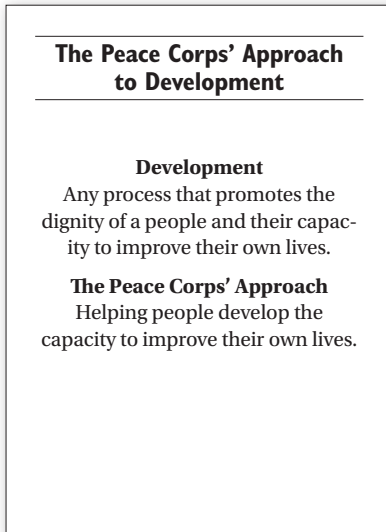 The Peace Corps’ Approach
to Development
Development
Any process that promotes the
dignity of a people and their capac-
ity to improve their own lives.
The Peace Corps’ Approach
Helping people develop the
capacity to improve their own lives.